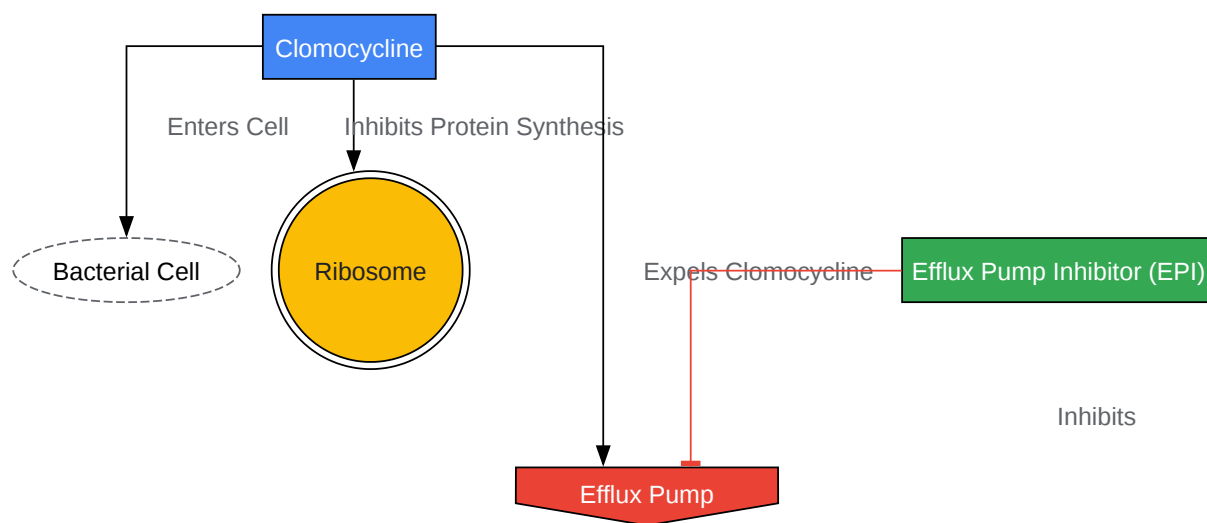 Clomocycline
Enters Cell
Inhibits Protein Synthesis
Bacterial Cell
Ribosome
Expels Clomocycline
Efflux Pump Inhibitor (EPI)
Inhibits
Efflux Pump